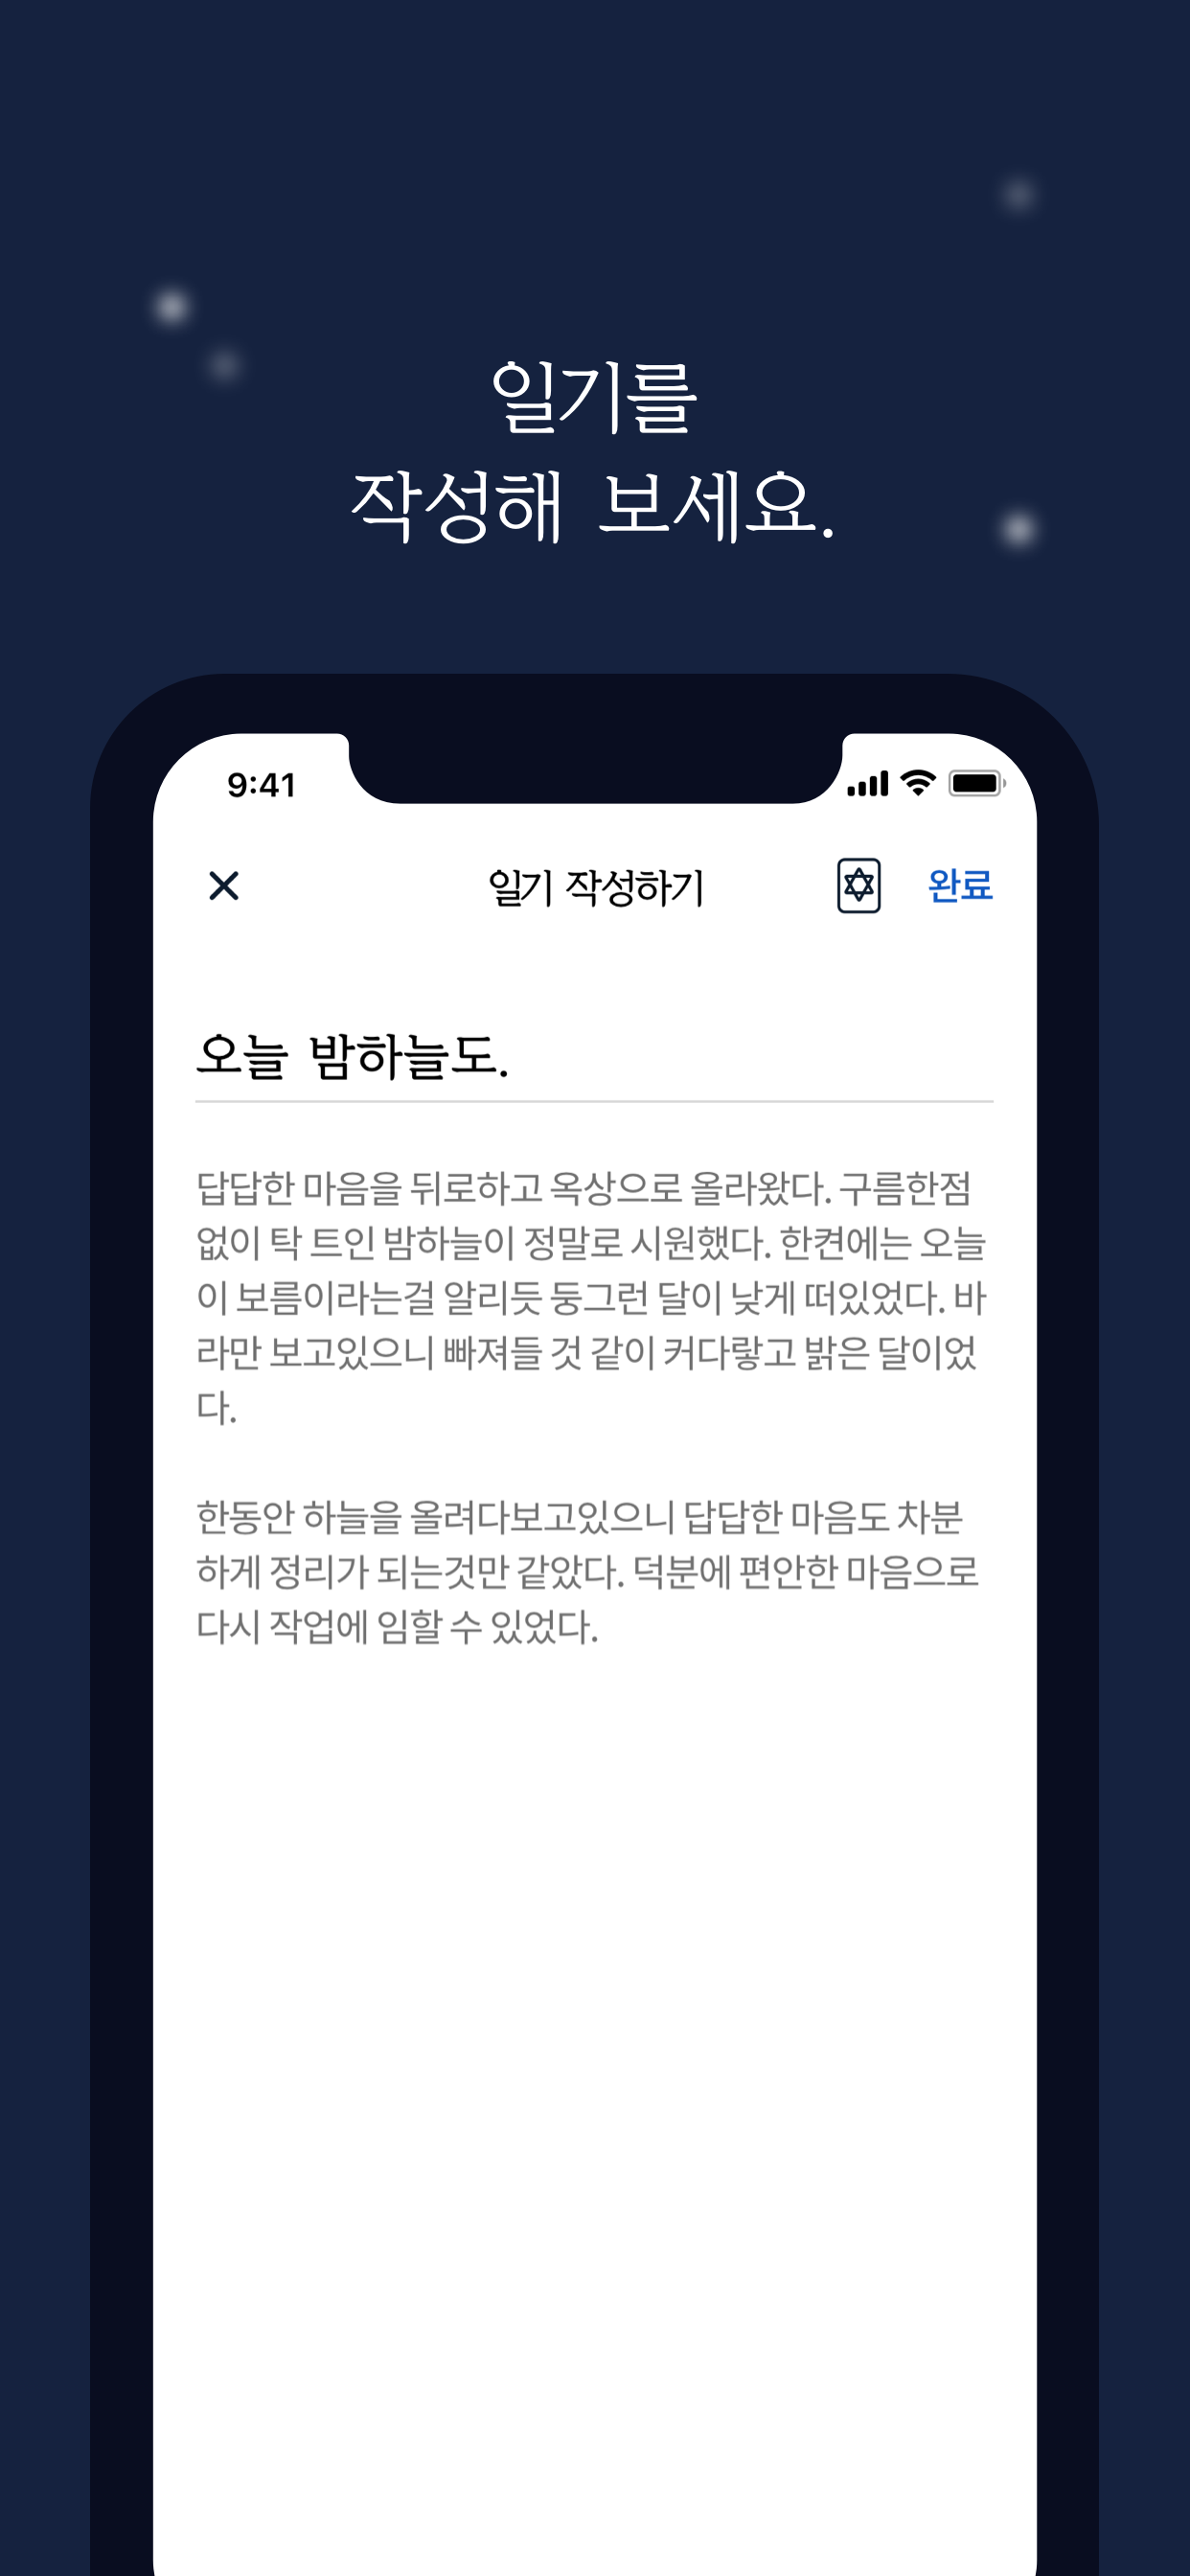 일기를
작성해 보세요.
9:41
일기 작성하기
완료
오늘 밤하늘도.
답답한 마음을 뒤로하고 옥상으로 올라왔다. 구름한점
없이 탁 트인 밤하늘이 정말로 시원했다. 한켠에는 오늘
이 보름이라는걸 알리듯 둥그런 달이 낮게 떠있었다. 바
라만 보고있으니 빠져들 것 같이 커다랗고 밝은 달이었
다.
한동안 하늘을 올려다보고있으니 답답한 마음도 차분
하게 정리가 되는것만 같았다. 덕분에 편안한 마음으로
다시 작업에 임할 수 있었다.